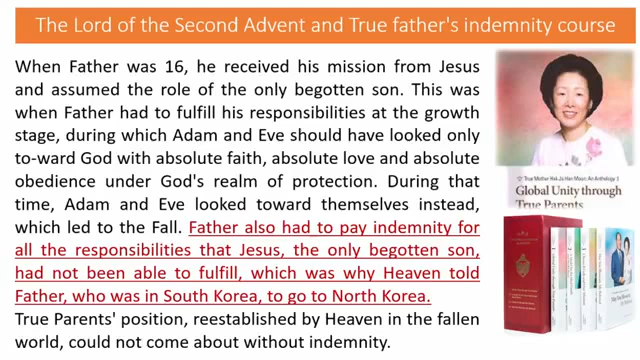 The Lord of the Second Advent and True father's indemnity course
When Father was 16, he received his mission from Jesus
and assumed the role of the only begotten son. This was
when Father had to fulfill his responsibilities at the growth
stage, during which Adam and Eve should have looked only
to-ward God with absolute faith, absolute love and absolute
obedience under God's realm of protection. During that
time, Adam and Eve looked toward themselves instead,
which led to the Fall. Father also had to pay indemnity for
all the responsibilities that Jesus, the only begotten son,
had not been able to fulfill, which was why Heaven told
Father, who was in South Korea, to go to North Korea.
True Parents' position, reestablished by Heaven in the fallen
world, could not come about without indemnity.
True Mother Hak Ja Han Moon: An Anthology
Global Unity through
True Parents